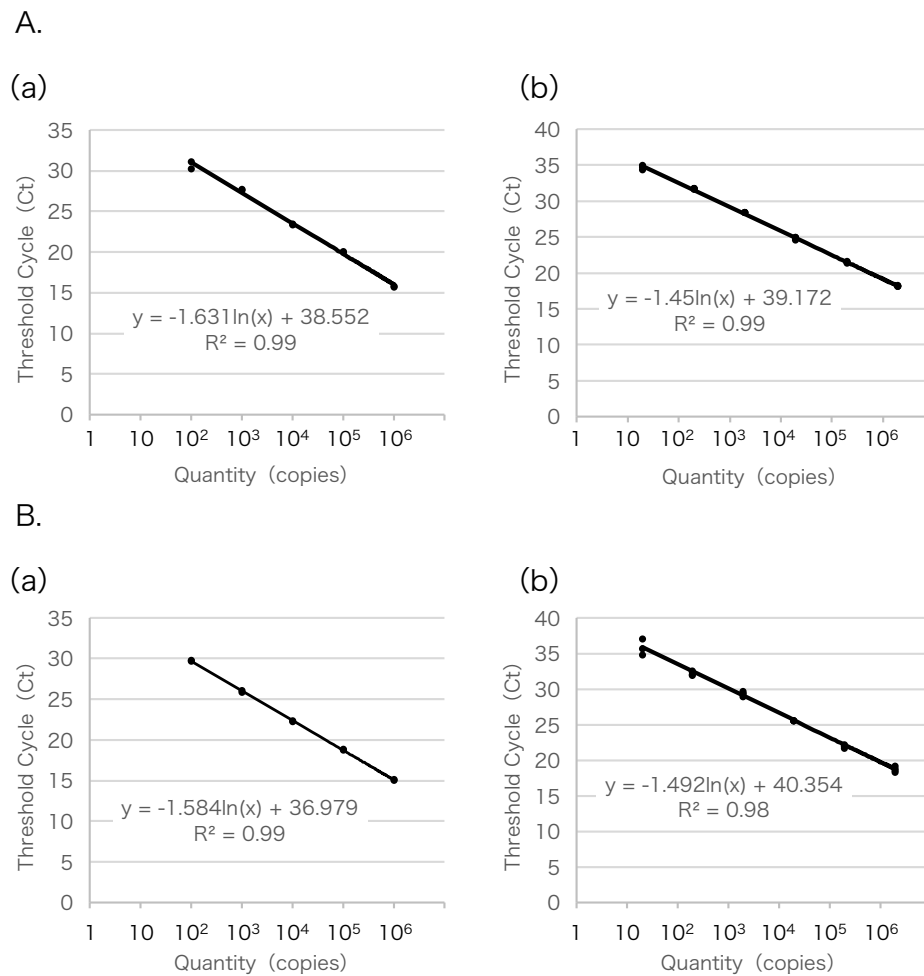 A.
(a)
(b)
Threshold Cycle (Ct)
35
30
25
20
15
10
5
0
y = -1.631ln(x) + 38.552
R² = 0.99
1 10 10² 10³ 10⁴ 10⁵ 10⁶
Quantity (copies)
Threshold Cycle (Ct)
40
35
30
25
20
15
10
5
0
y = -1.45ln(x) + 39.172
R² = 0.99
1 10 10² 10³ 10⁴ 10⁵ 10⁶
Quantity (copies)
B.
(a)
(b)
Threshold Cycle (Ct)
35
30
25
20
15
10
5
0
y = -1.584ln(x) + 36.979
R² = 0.99
1 10 10² 10³ 10⁴ 10⁵ 10⁶
Quantity (copies)
Threshold Cycle (Ct)
40
35
30
25
20
15
10
5
0
y = -1.492ln(x) + 40.354
R² = 0.98
1 10 10² 10³ 10⁴ 10⁵ 10⁶
Quantity (copies)